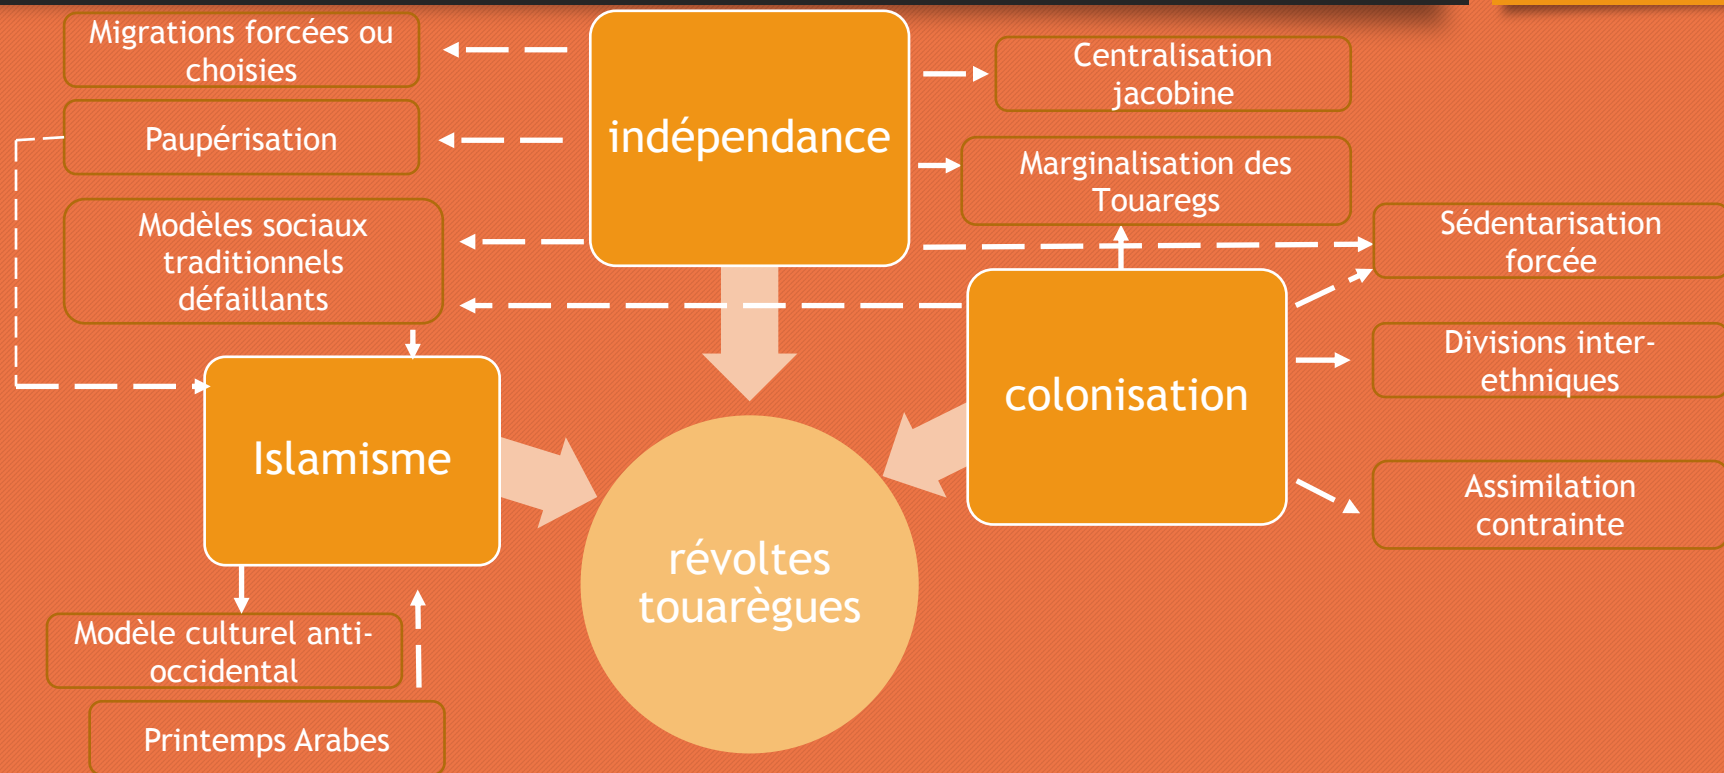 Migrations forcées ou
choisies
Paupérisation
Modèles sociaux
traditionnels
défaillants
indépendance
Centralisation
jacobine
Marginalisation des
Touaregs
Sédentarisation
forcée
Divisions inter-
ethniques
Assimilation
contrainte
colonisation
Islamisme
révoltes
touarègues
Modèle culturel anti-
occidental
Printemps Arabes